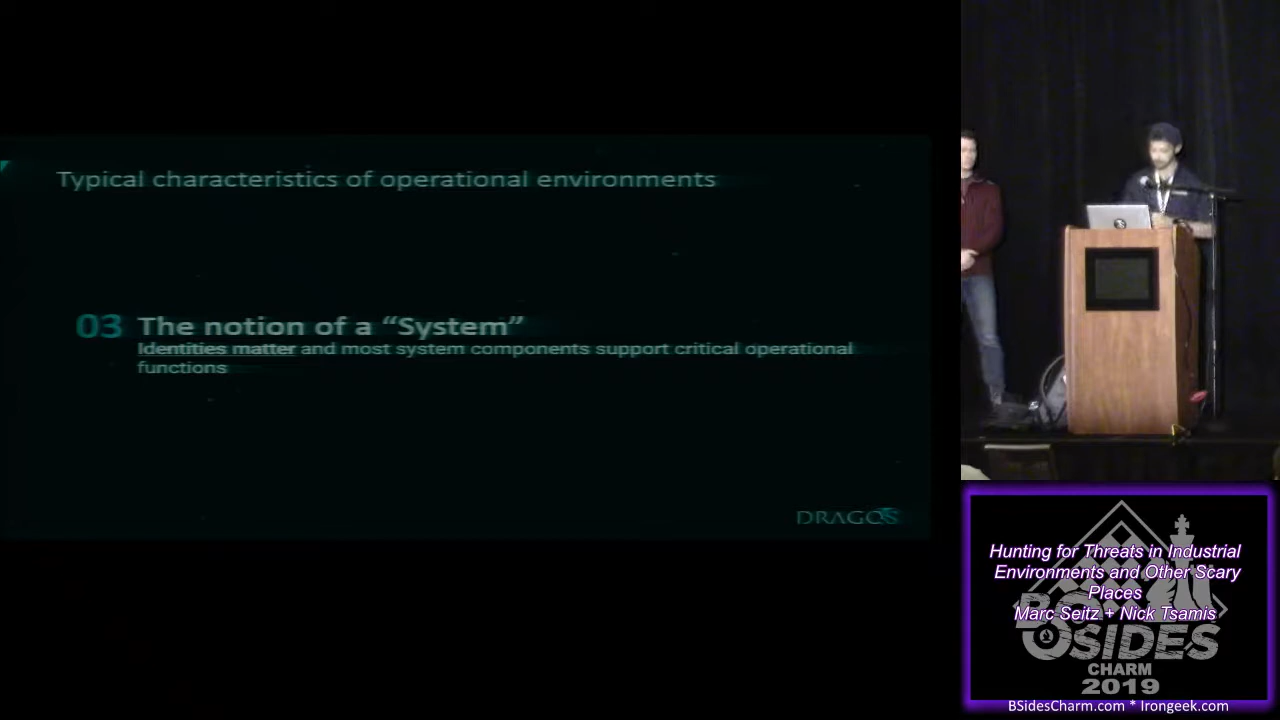 Typical characteristics of operational environments
03 The notion of a “System”
Identities matter and most system components support critical operational
functions
DRAGOS
Hunting for Threats in Industrial
Environments and Other Scary
Places
Marc Seitz + Nick Tsamis
BSIDES
CHARM
2019
BSidesCharm.com * Irongeek.com